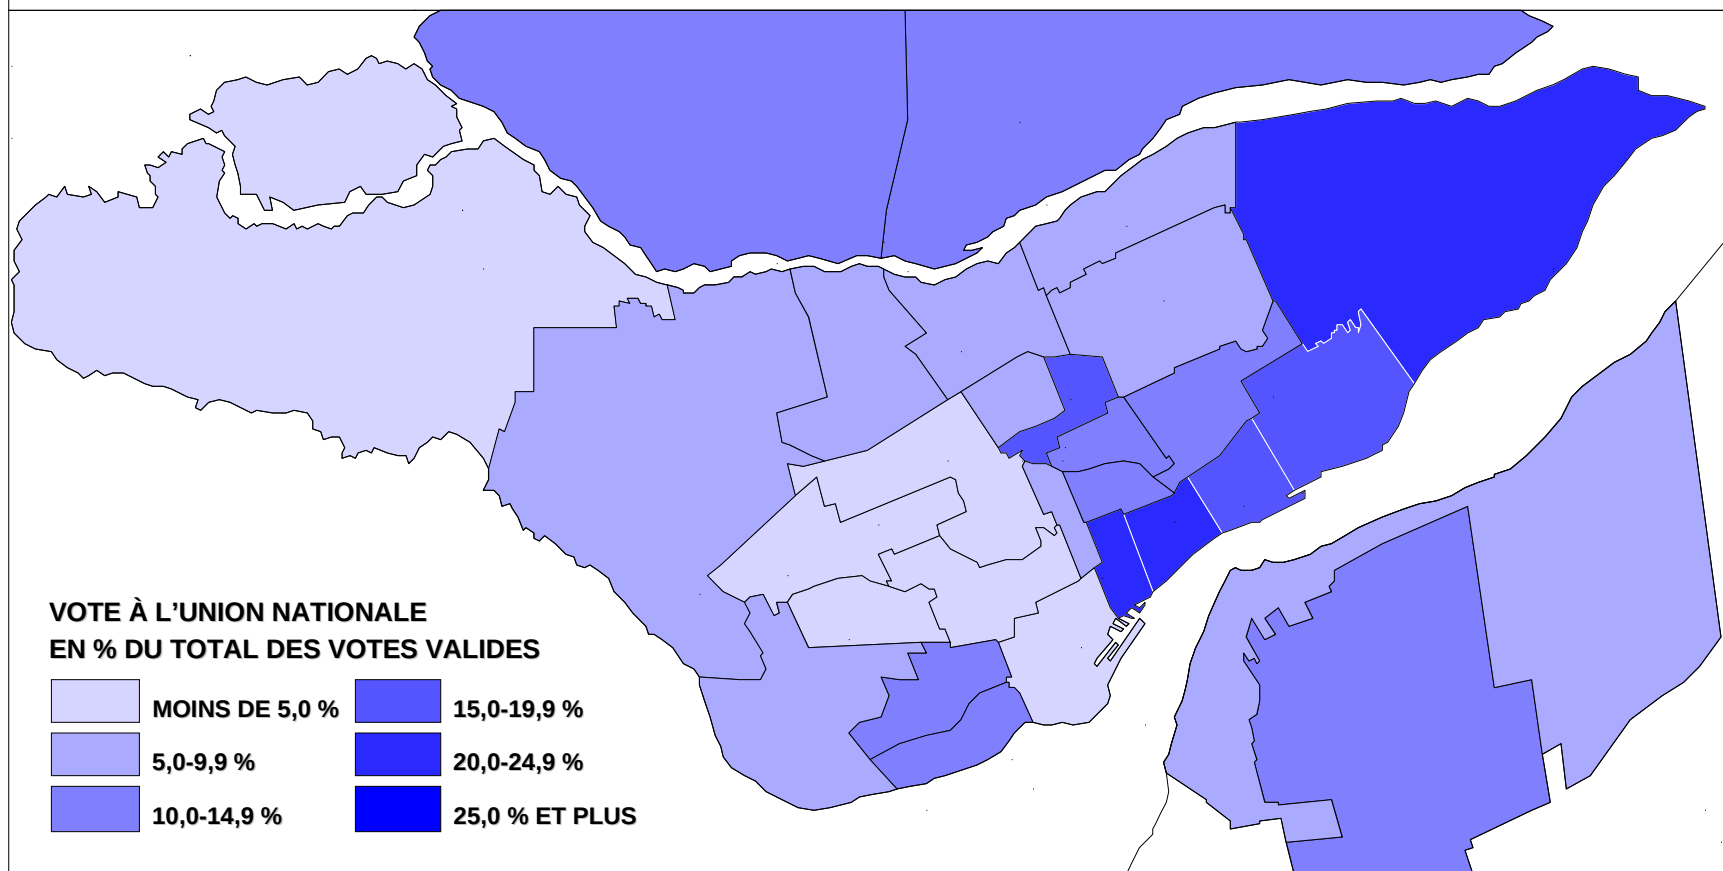 VOTE À L’UNION NATIONALE
EN % DU TOTAL DES VOTES VALIDES
MOINS DE 5,0 %
5,0-9,9 %
10,0-14,9 %
15,0-19,9 %
20,0-24,9 %
25,0 % ET PLUS